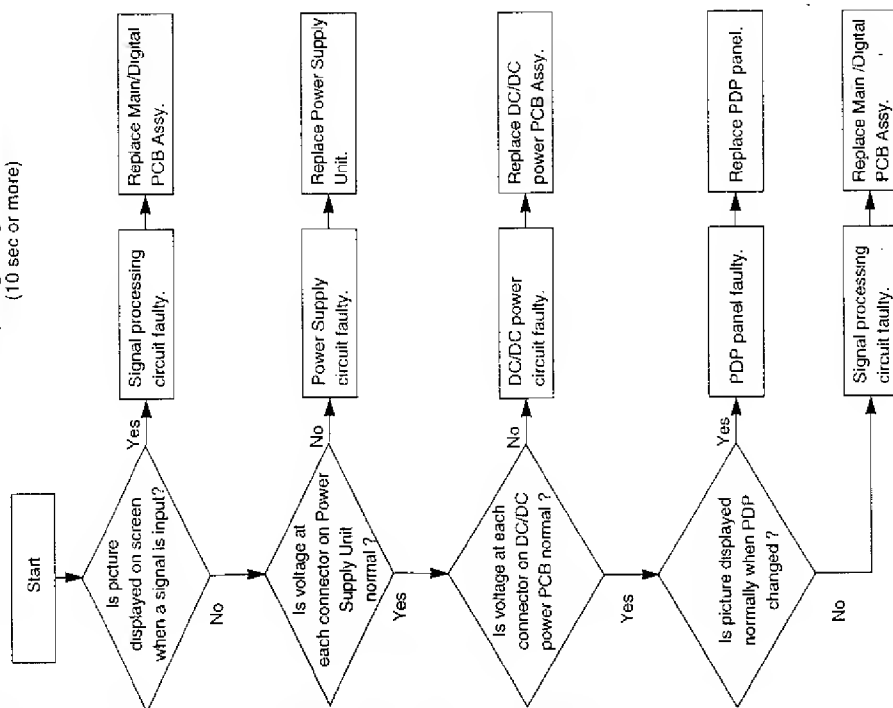 (10 sec or more)
Start
Is picture
displayed on screen
when a signal is input?
Yes
Signal processing
circuit faulty.
Replace Main/Digital
PCB Assy.
No
Is voltage at
each connector on Power
Supply Unit
normal ?
No
Power Supply
circuit faulty.
Replace Power Supply
Unit.
Yes
Is voltage at each
connector on DC/DC
power PCB normal ?
No
DC/DC power
circuit faulty.
Replace DC/DC
power PCB Assy.
Yes
Is picture displayed
normally when PDP
changed ?
Yes
PDP panel faulty.
Replace PDP panel.
No
Signal processing
circuit faulty.
Replace Main /Digital
PCB Assy.